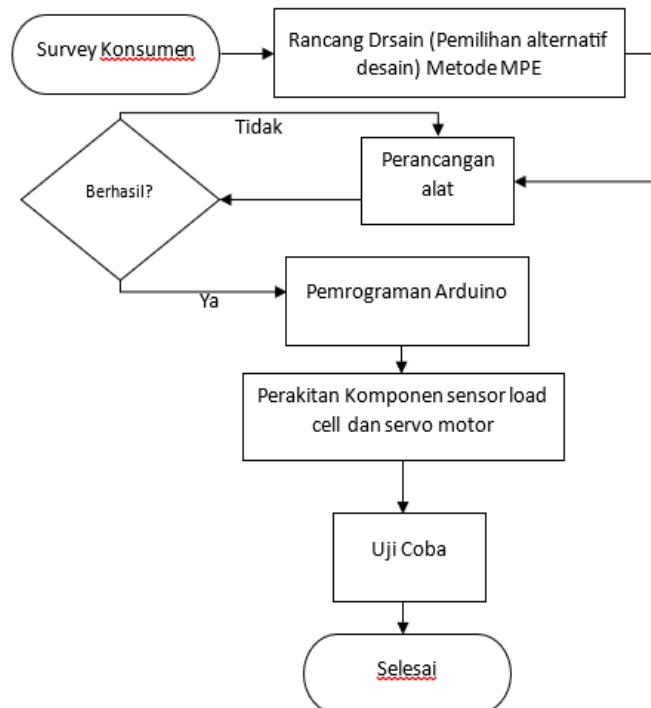 Survey Konsumen
Rancang Drsain (Pemilihan alternatif
desain) Metode MPE
Tidak
Perancangan
alat
Berhasil?
Ya
Pemrograman Arduino
Perakitan Komponen sensor load
cell dan servo motor
Uji Coba
Selesai